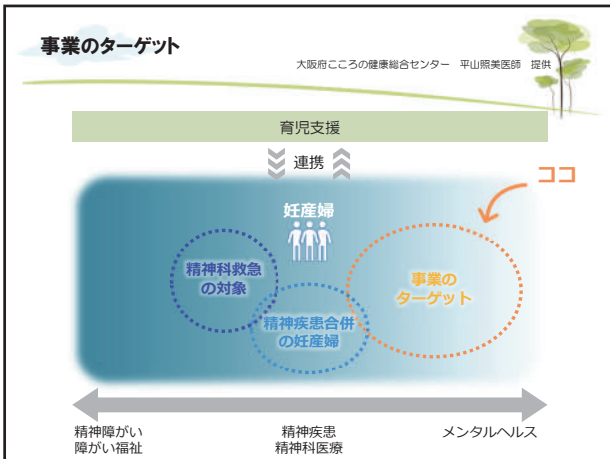 事業のターゲット
大阪府こころの健康総合センター 平山照美医師 提供
育児支援
連携
ココ
妊産婦
精神科救急
の対象
事業の
ターゲット
精神疾患合併
の妊産婦
精神障がい
障がい福祉
精神疾患
精神科医療
メンタルヘルス